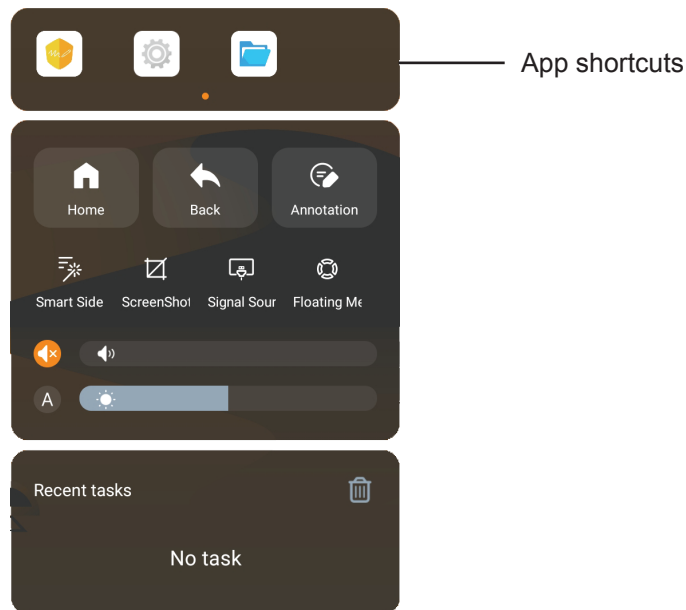 App shortcuts
Home Back Annotation
Smart Side ScreenShot Signal Sour Floating Me
A
Recent tasks
No task